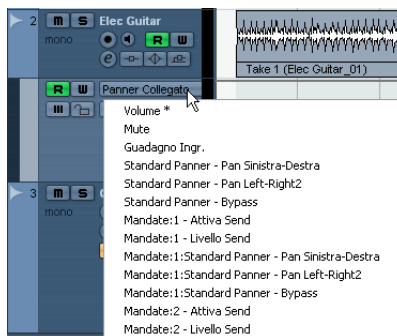 2 M S Elec Guitar
mono R W
e
Take 1 (Elec Guitar_01)
R W Panner Collegato
Volume *
Mute
Guadagno Ingr.
Standard Panner - Pan Sinistra-Destra
Standard Panner - Pan Left-Right2
Standard Panner - Bypass
3 M S
mono
Mandate:1 - Attiva Send
Mandate:1 - Livello Send
Mandate:1:Standard Panner - Pan Sinistra-Destra
Mandate:1:Standard Panner - Pan Left-Right2
Mandate:1:Standard Panner - Bypass
Mandate:2 - Attiva Send
Mandate:2 - Livello Send